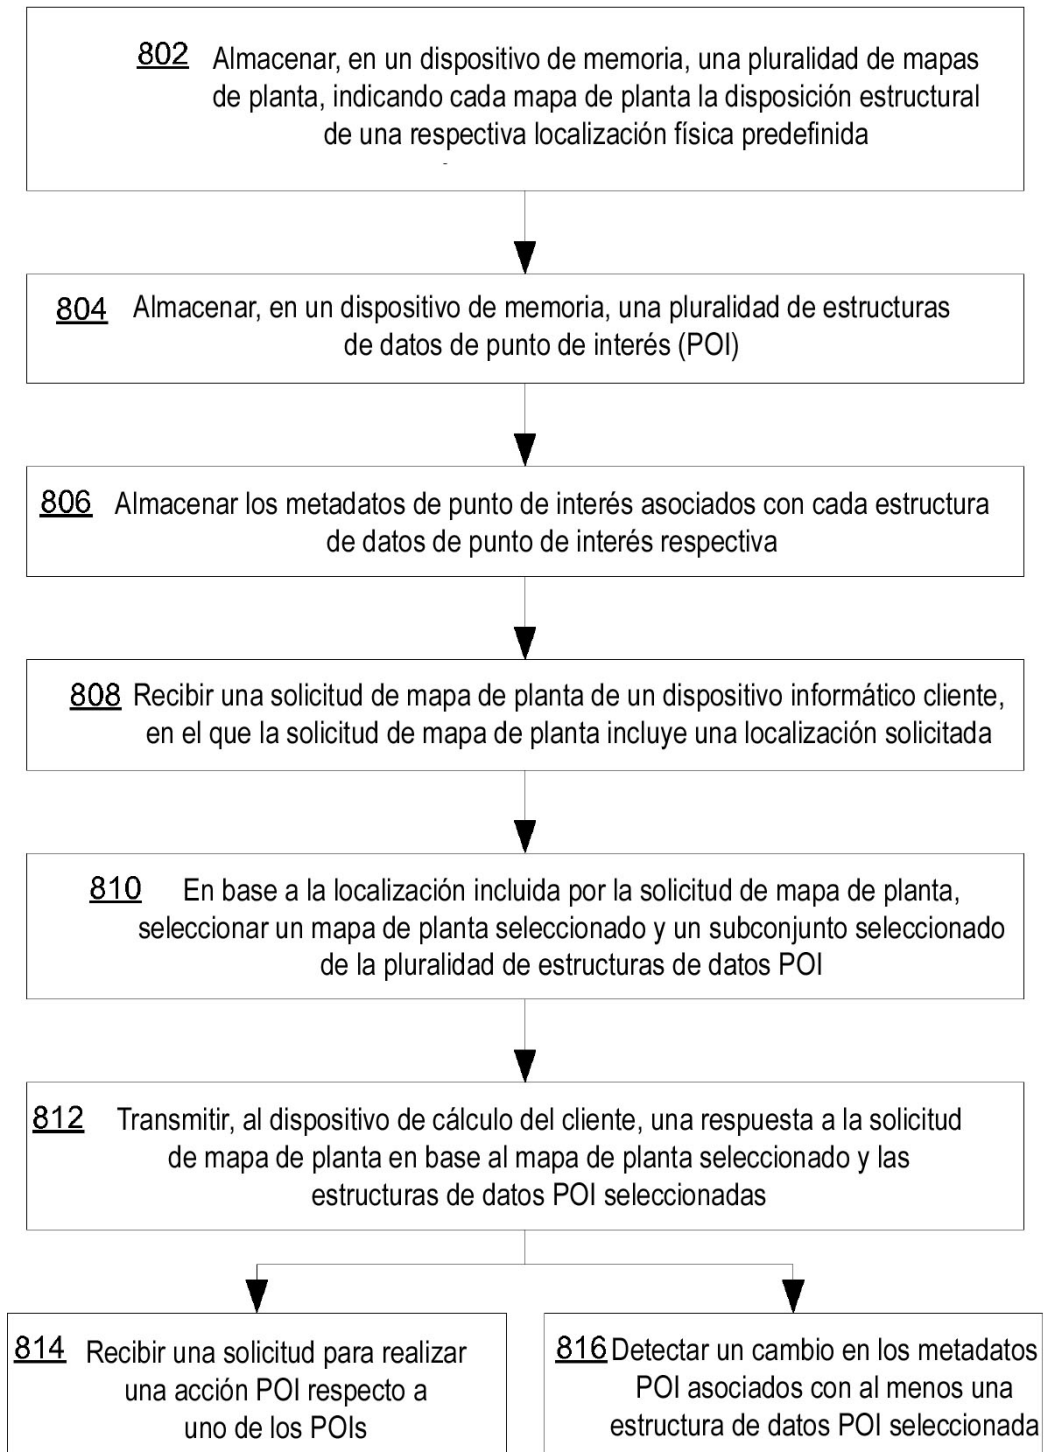 802 Almacenar, en un dispositivo de memoria, una pluralidad de mapas
de planta, indicando cada mapa de planta la disposición estructural
de una respectiva localización física predefinida
804 Almacenar, en un dispositivo de memoria, una pluralidad de estructuras
de datos de punto de interés (POI)
806 Almacenar los metadatos de punto de interés asociados con cada estructura
de datos de punto de interés respectiva
808 Recibir una solicitud de mapa de planta de un dispositivo informático cliente,
en el que la solicitud de mapa de planta incluye una localización solicitada
810 En base a la localización incluida por la solicitud de mapa de planta,
seleccionar un mapa de planta seleccionado y un subconjunto seleccionado
de la pluralidad de estructuras de datos POI
812 Transmitir, al dispositivo de cálculo del cliente, una respuesta a la solicitud
de mapa de planta en base al mapa de planta seleccionado y las
estructuras de datos POI seleccionadas
814 Recibir una solicitud para realizar
una acción POI respecto a
uno de los POIs
816 Detectar un cambio en los metadatos
POI asociados con al menos una
estructura de datos POI seleccionada